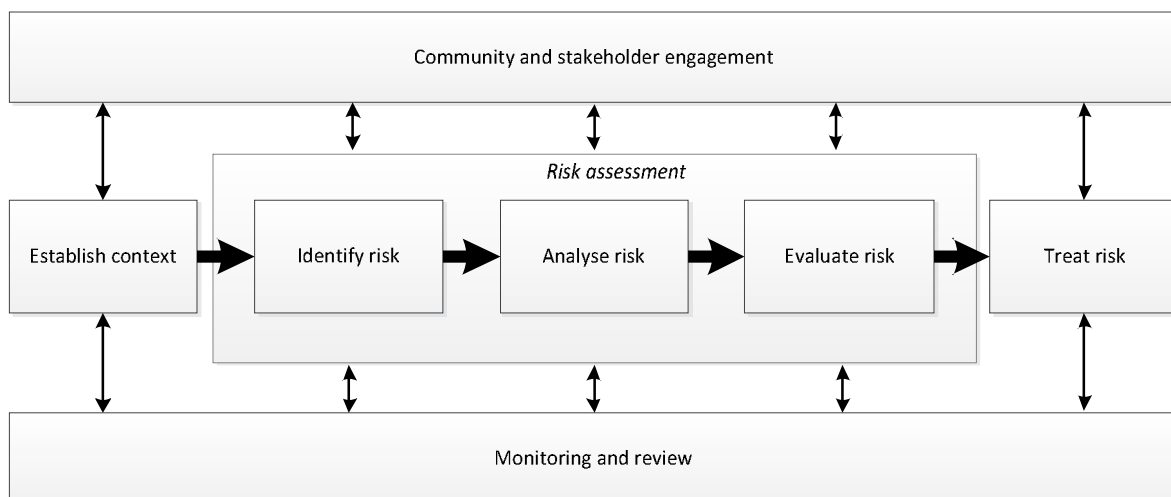 Community and stakeholder engagement
Risk assessment
Establish context
Identify risk
Analyse risk
Evaluate risk
Treat risk
Monitoring and review